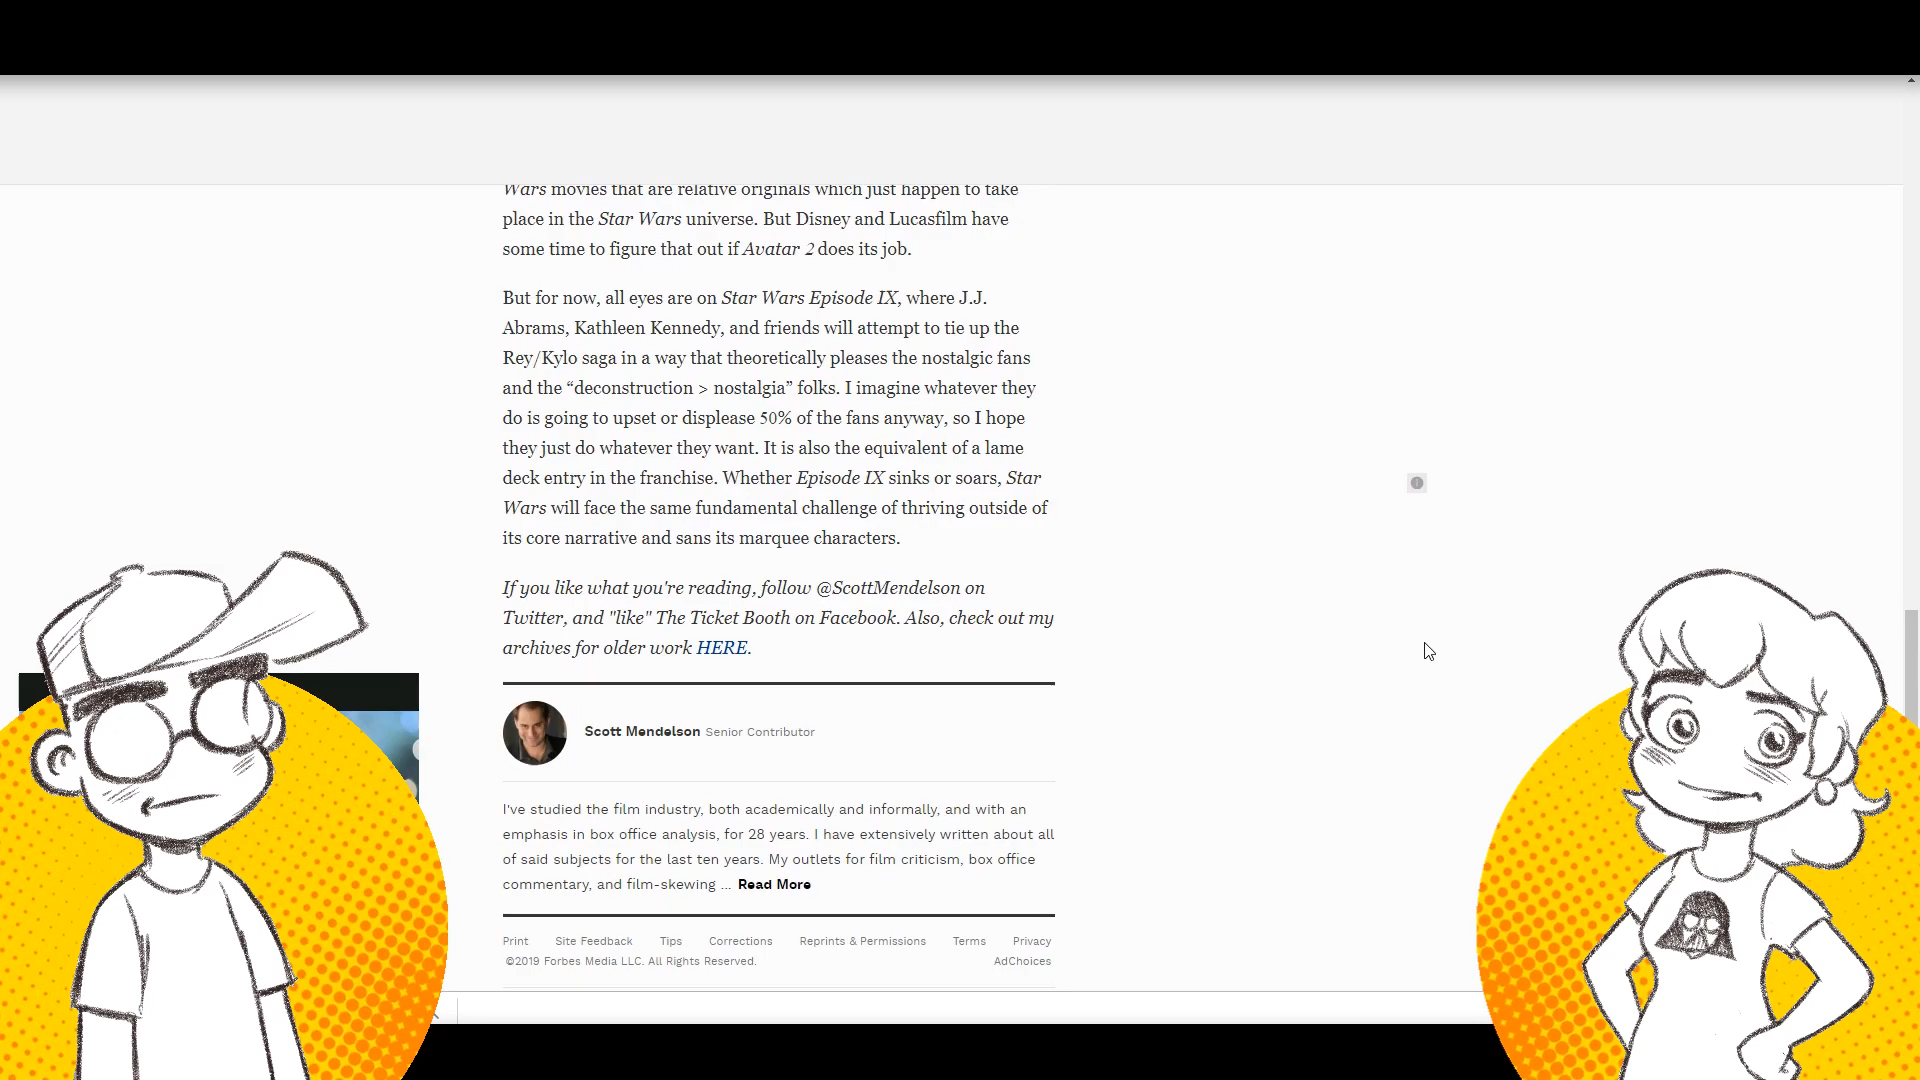 Wars movies that are relative originals which just happen to take
place in the Star Wars universe. But Disney and Lucasfilm have
some time to figure that out if Avatar 2 does its job.
But for now, all eyes are on Star Wars Episode IX, where J.J.
Abrams, Kathleen Kennedy, and friends will attempt to tie up the
Rey/Kylo saga in a way that theoretically pleases the nostalgic fans
and the “deconstruction > nostalgia” folks. I imagine whatever they
do is going to upset or displease 50% of the fans anyway, so I hope
they just do whatever they want. It is also the equivalent of a lame
deck entry in the franchise. Whether Episode IX sinks or soars, Star
Wars will face the same fundamental challenge of thriving outside of
its core narrative and sans its marquee characters.
If you like what you're reading, follow @ScottMendelson on
Twitter, and "like" The Ticket Booth on Facebook. Also, check out my
archives for older work HERE.
Scott Mendelson Senior Contributor
I've studied the film industry, both academically and informally, and with an
emphasis in box office analysis, for 28 years. I have extensively written about all
of said subjects for the last ten years. My outlets for film criticism, box office
commentary, and film-skewing ... Read More
Print Site Feedback Tips Corrections Reprints & Permissions Terms Privacy
©2019 Forbes Media LLC. All Rights Reserved. AdChoices